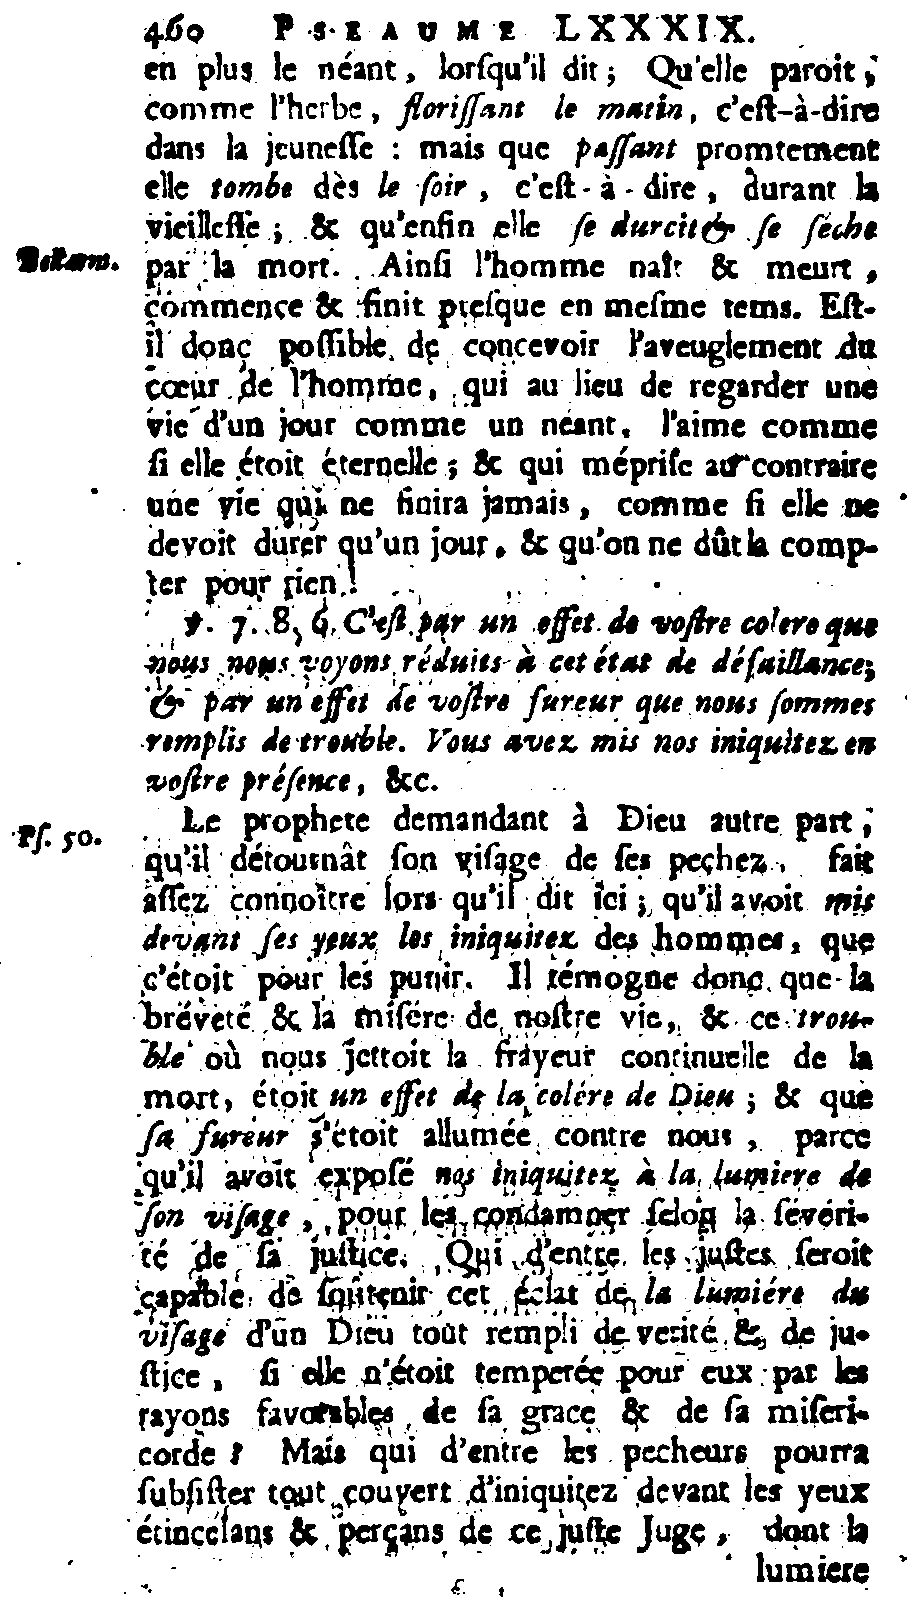 460 PSEAUME LXXXIX.
en plus le néant, lorſqu'il dit; Qu'elle paroit,
comme l'herbe, floriſſant le matin, c'eſt-à-dire
dans la jeuneſſe : mais que paſſant promtement
elle tombe dès le ſoir, c'eſt-à-dire, durant la
vieilleſſe; & qu'enfin elle ſe durcit & ſe ſéche
par la mort. Ainſi l'homme naît & meurt,
commence & finit preſque en meſme tems. Eſt-
il donc poſſible de concevoir l'aveuglement du
cœur de l'homme, qui au lieu de regarder une
vie d'un jour comme un néant, l'aime comme
ſi elle étoit éternelle; & qui mépriſe au contraire
une vie qui ne finira jamais, comme ſi elle ne
devoit durer qu'un jour, & qu'on ne dût la comp-
ter pour rien!
℣. 7. 8, 6. C'eſt par un effet de voſtre colere que
nous nous voyons réduits à cet état de défaillance;
& par un effet de voſtre fureur que nous ſommes
remplis de trouble. Vous avez mis nos iniquitez en
voſtre préſence, &c.
Pſ. 50.
Le prophete demandant à Dieu autre part,
qu'il détournât ſon viſage de ſes pechez, fait
aſſez connoître lors qu'il dit ici; qu'il avoit mis
devant ſes yeux les iniquitez des hommes, que
c'étoit pour les punir. Il témogne donc que la
bréveté & la miſére de noſtre vie, & ce trou-
ble où nous jettoit la frayeur continuelle de la
mort, étoit un effet de la colére de Dieu; & que
ſa fureur s'étoit allumée contre nous, parce
qu'il avoit expoſé nos iniquitez à la lumiere de
ſon viſage, pour les condamner ſelon la ſévéri-
té de ſa juſtice. Qui d'entre les juſtes ſeroit
capable de ſoûtenir cet éclat de la lumiére du
viſage d'un Dieu tout rempli de verité & de ju-
ſtice, ſi elle n'étoit temperée pour eux par les
rayons favorables de ſa grace & de ſa miſeri-
corde? Mais qui d'entre les pecheurs pourra
ſubſiſter tout couvert d'iniquitez devant les yeux
étincelans & perçans de ce juſte Juge, dont la
lumiere